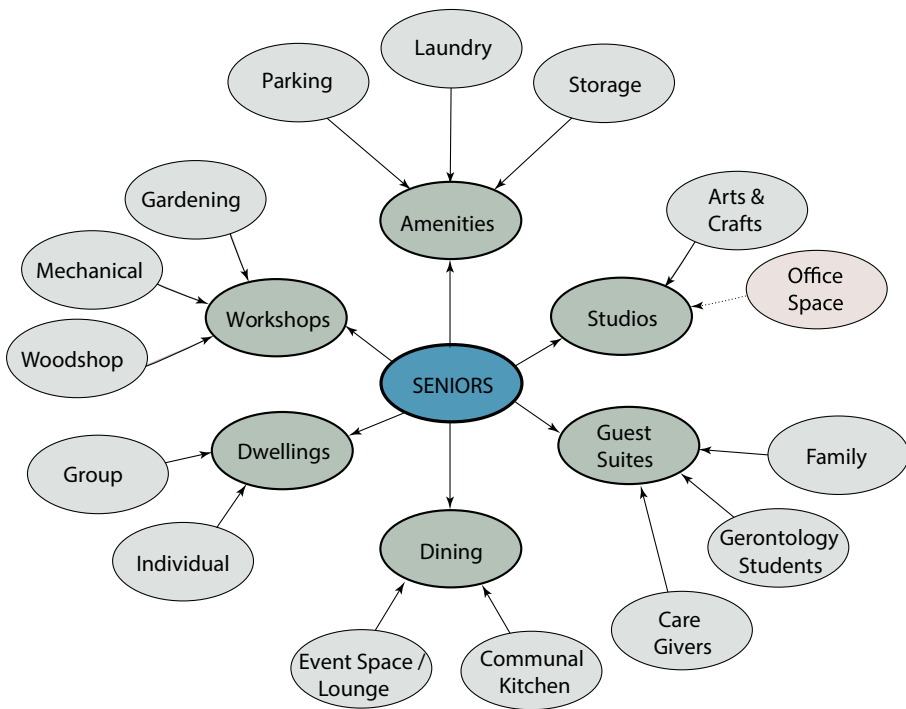 Laundry
Parking
Storage
Gardening
Arts &
Crafts
Amenities
Mechanical
Office
Space
Workshops
Studios
Woodshop
SENIORS
Guest
Suites
Dwellings
Family
Group
Dining
Gerontology
Students
Individual
Care
Givers
Event Space /
Lounge
Communal
Kitchen